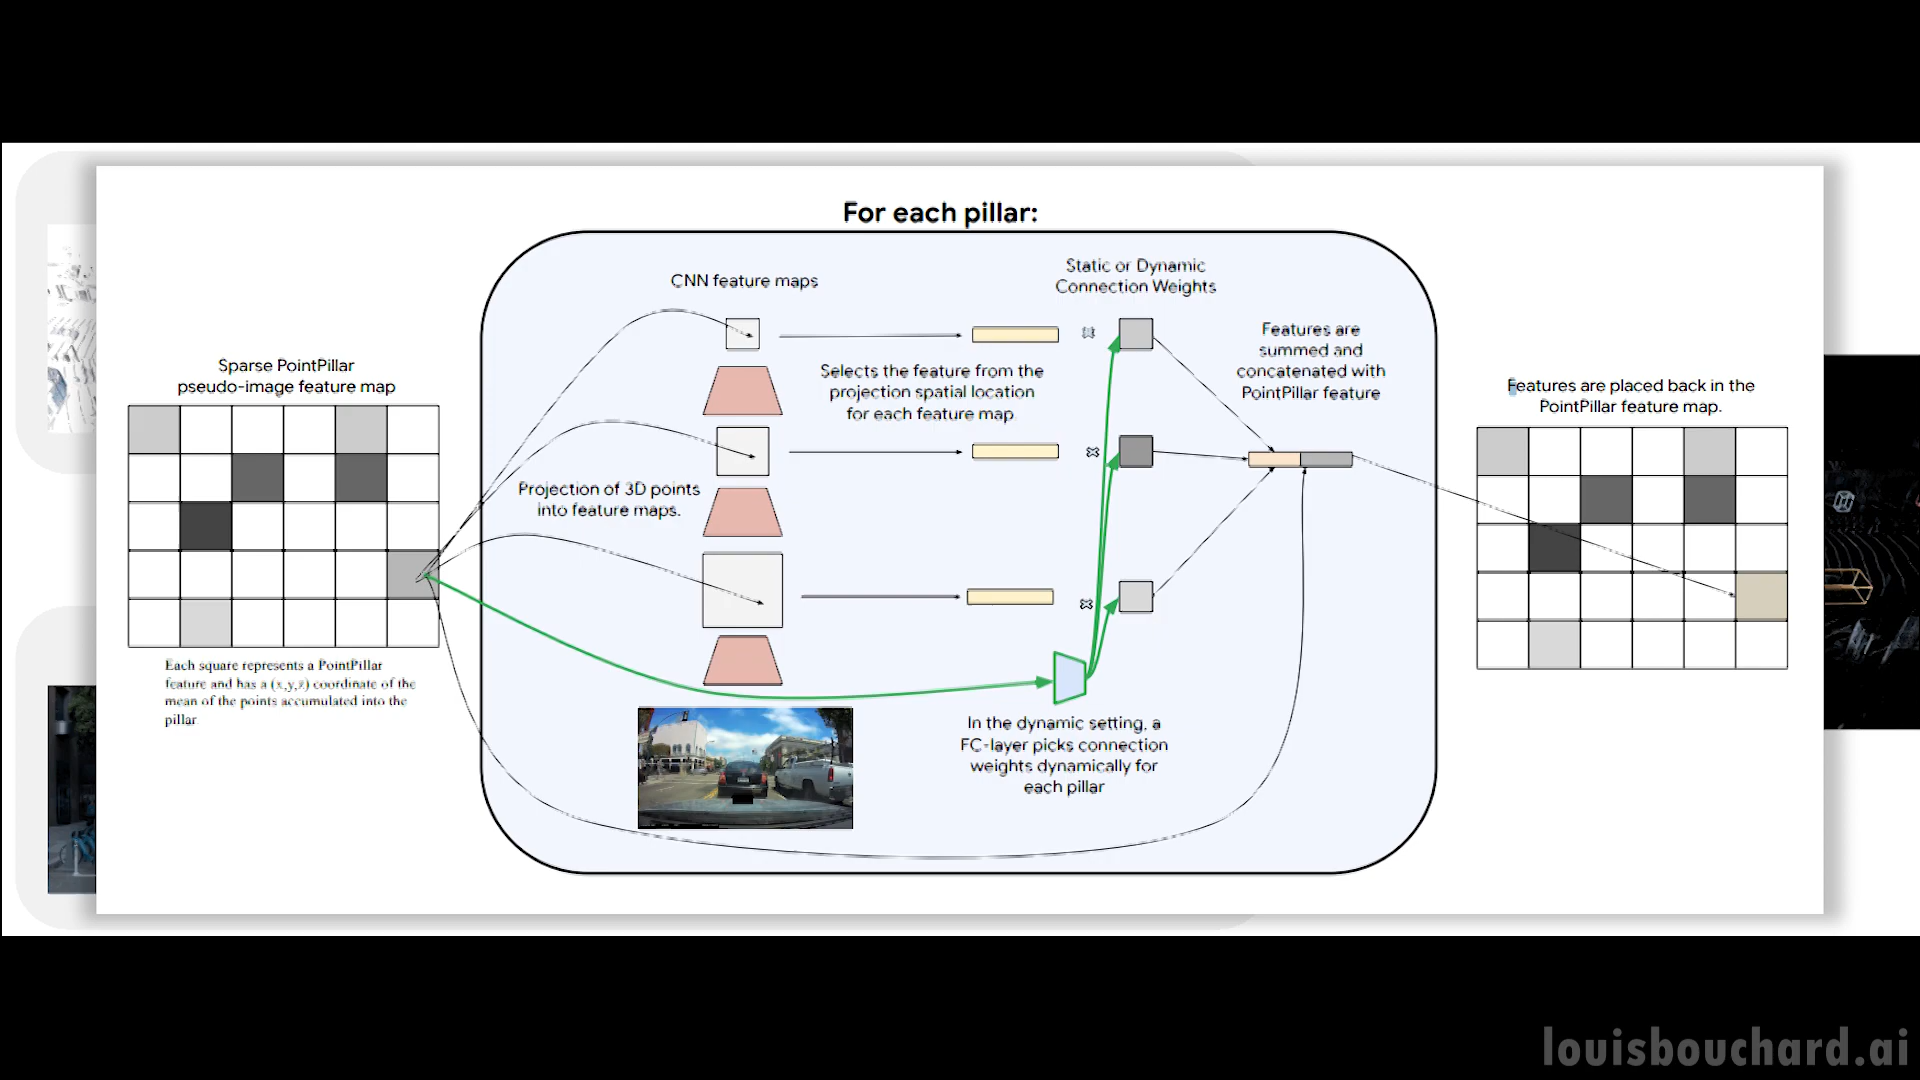 For each pillar:
CNN feature maps
Static or Dynamic
Connection Weights
Sparse PointPillar
pseudo-image feature map
Selects the feature from the
projection spatial location
for each feature map.
Features are
summed and
concatenated with
PointPillar feature
Features are placed back in the
PointPillar feature map.
Projection of 3D points
into feature maps.
Each square represents a PointPillar
feature and has a (x,y,z) coordinate of the
mean of the points accumulated into the
pillar.
In the dynamic setting, a
FC-layer picks connection
weights dynamically for
each pillar
louisbouchard.ai